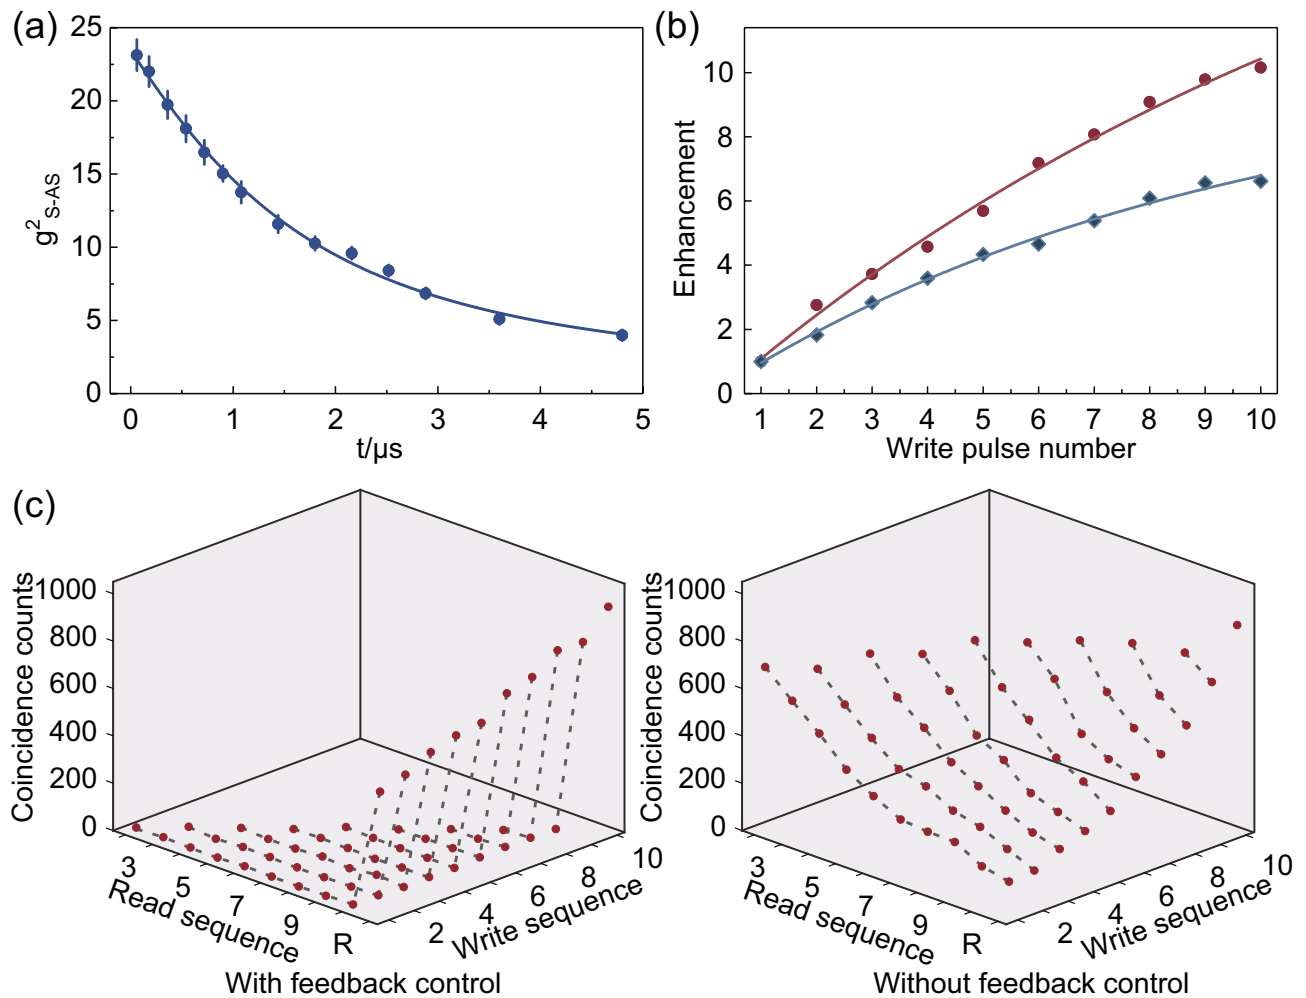 (a)
25
20
15
10
5
0
g² S-AS
0 1 2 3 4 5
t/μs
(b)
10
8
6
4
2
0
Enhancement
1 2 3 4 5 6 7 8 9 10
Write pulse number
(c)
1000
800
600
400
200
0
Coincidence counts
3 5 7 9 R
Read sequence
2 4 6 8 10
Write sequence
With feedback control
1000
800
600
400
200
0
Coincidence counts
3 5 7 9 R
Read sequence
2 4 6 8 10
Write sequence
Without feedback control